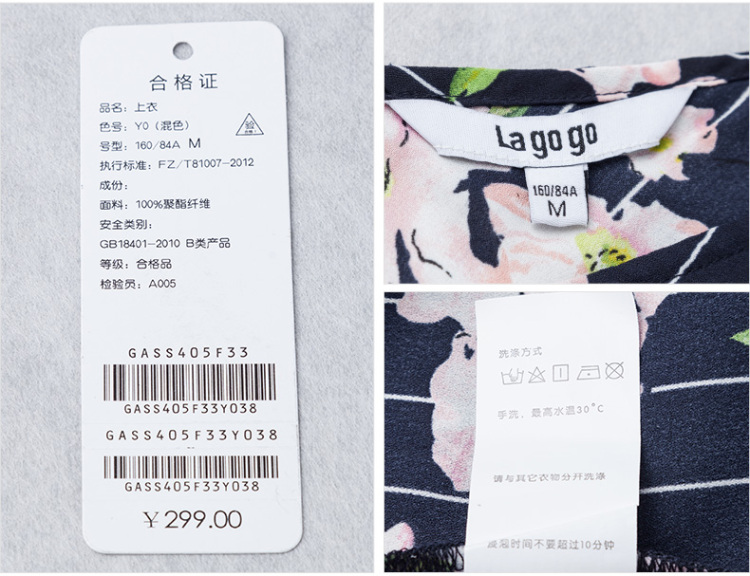 合格证
品名：上衣
色号：Y0（混色）
号型：160/84A M
执行标准：FZ/T81007-2012
成份：
面料：100%聚酯纤维
安全类别：
GB18401-2010 B类产品
等级：合格品
检验员：A005
GASS405F33
GASS405F33Y038
GASS405F33Y038
GASS405F33Y038
￥299.00
Lagogo
160/84A
M
洗涤方式
手洗，最高水温30°C
请与其它衣物分开洗涤
浸泡时间不要超过10分钟